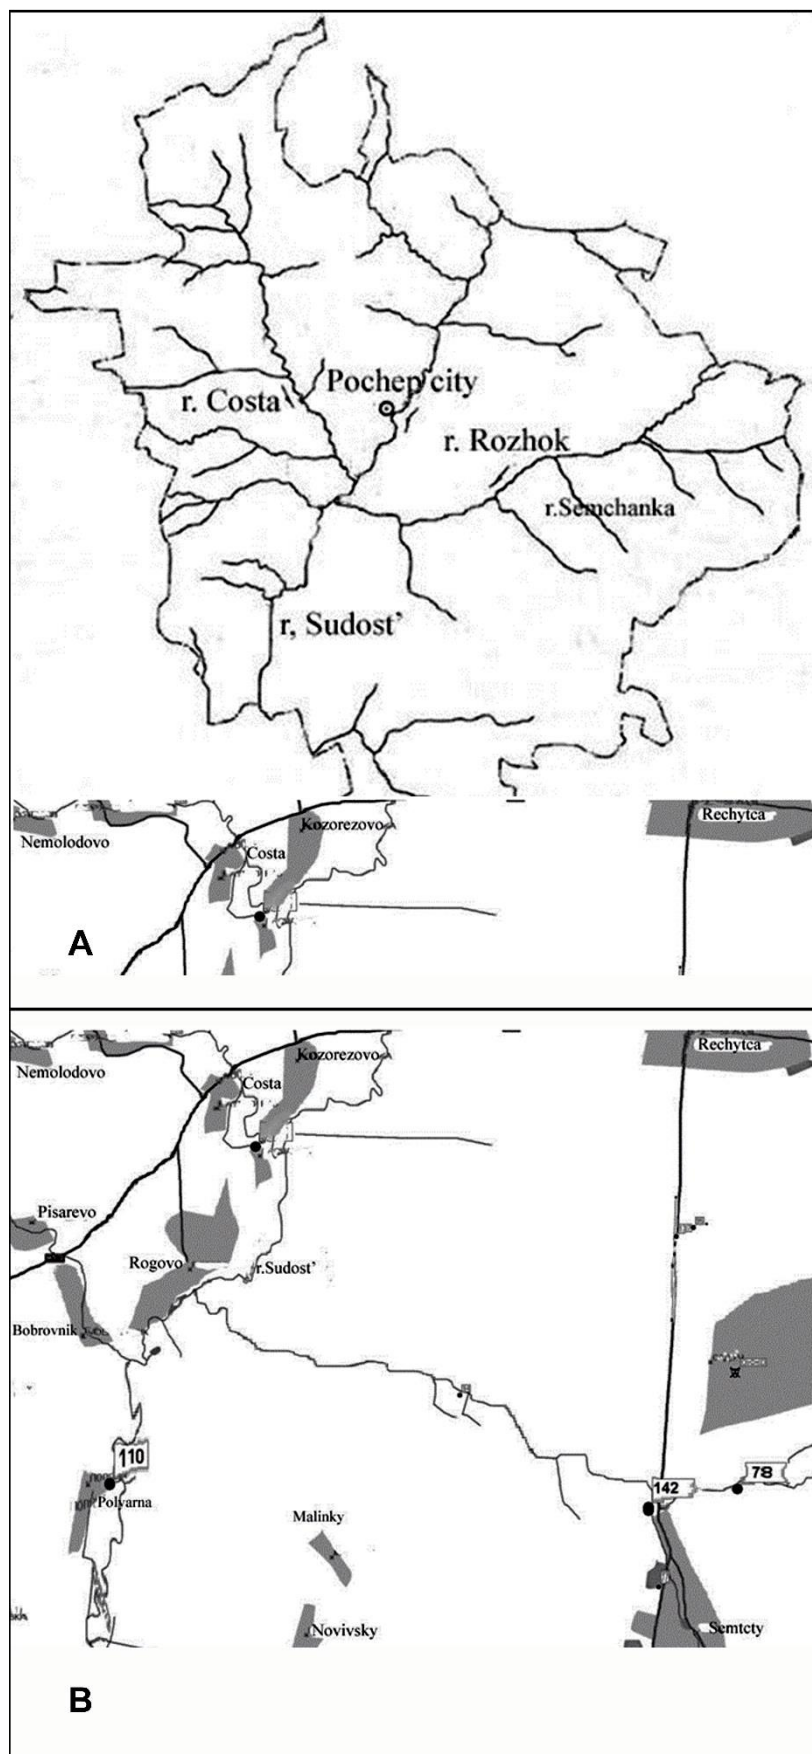 Pochep city
r. Costa
r. Rozhok
r.Semchanka
r, Sudost’
Kozorezovo
Rechytca
Nemolodovo
Costa
A
Kozorezovo
Rechytca
Nemolodovo
Costa
Pisarevo
Rogovo
r.Sudost’
Bobrovnik
110
78
142
Polyarna
Malinky
Novivsky
Semtcty
B